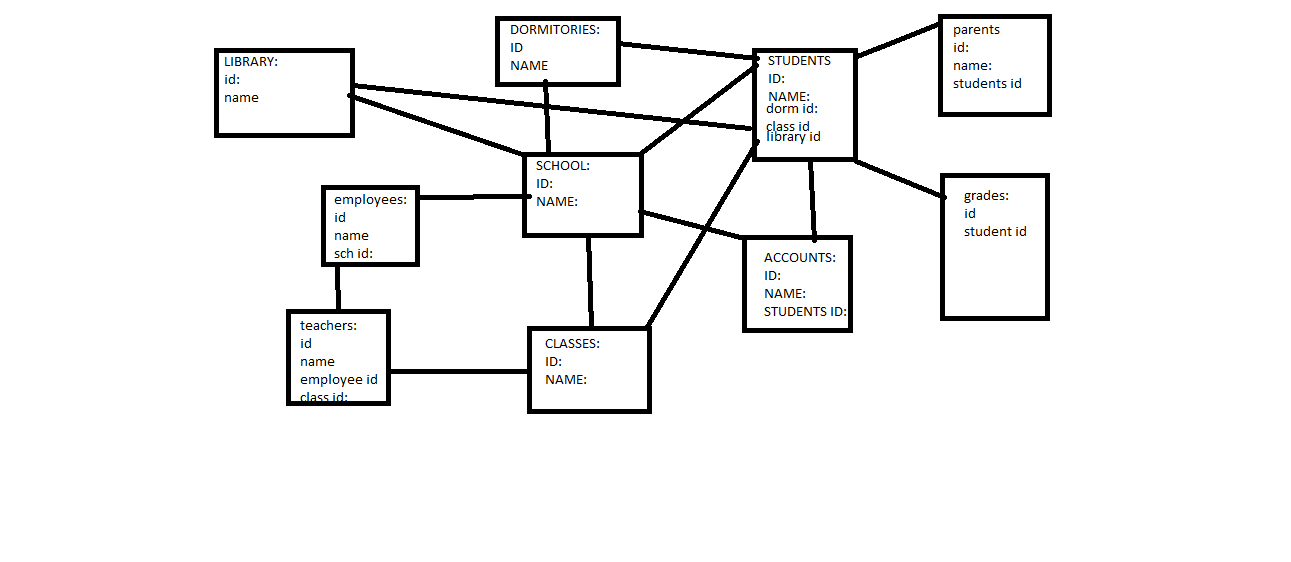 DORMITORIES:
ID
NAME
LIBRARY:
id:
name
STUDENTS
ID:
NAME:
dorm id:
class id
library id
parents
id:
name:
students id
SCHOOL:
ID:
NAME:
employees:
id
name
sch id:
grades:
id
student id
ACCOUNTS:
ID:
NAME:
STUDENTS ID:
teachers:
id
name
employee id
class id:
CLASSES:
ID:
NAME: